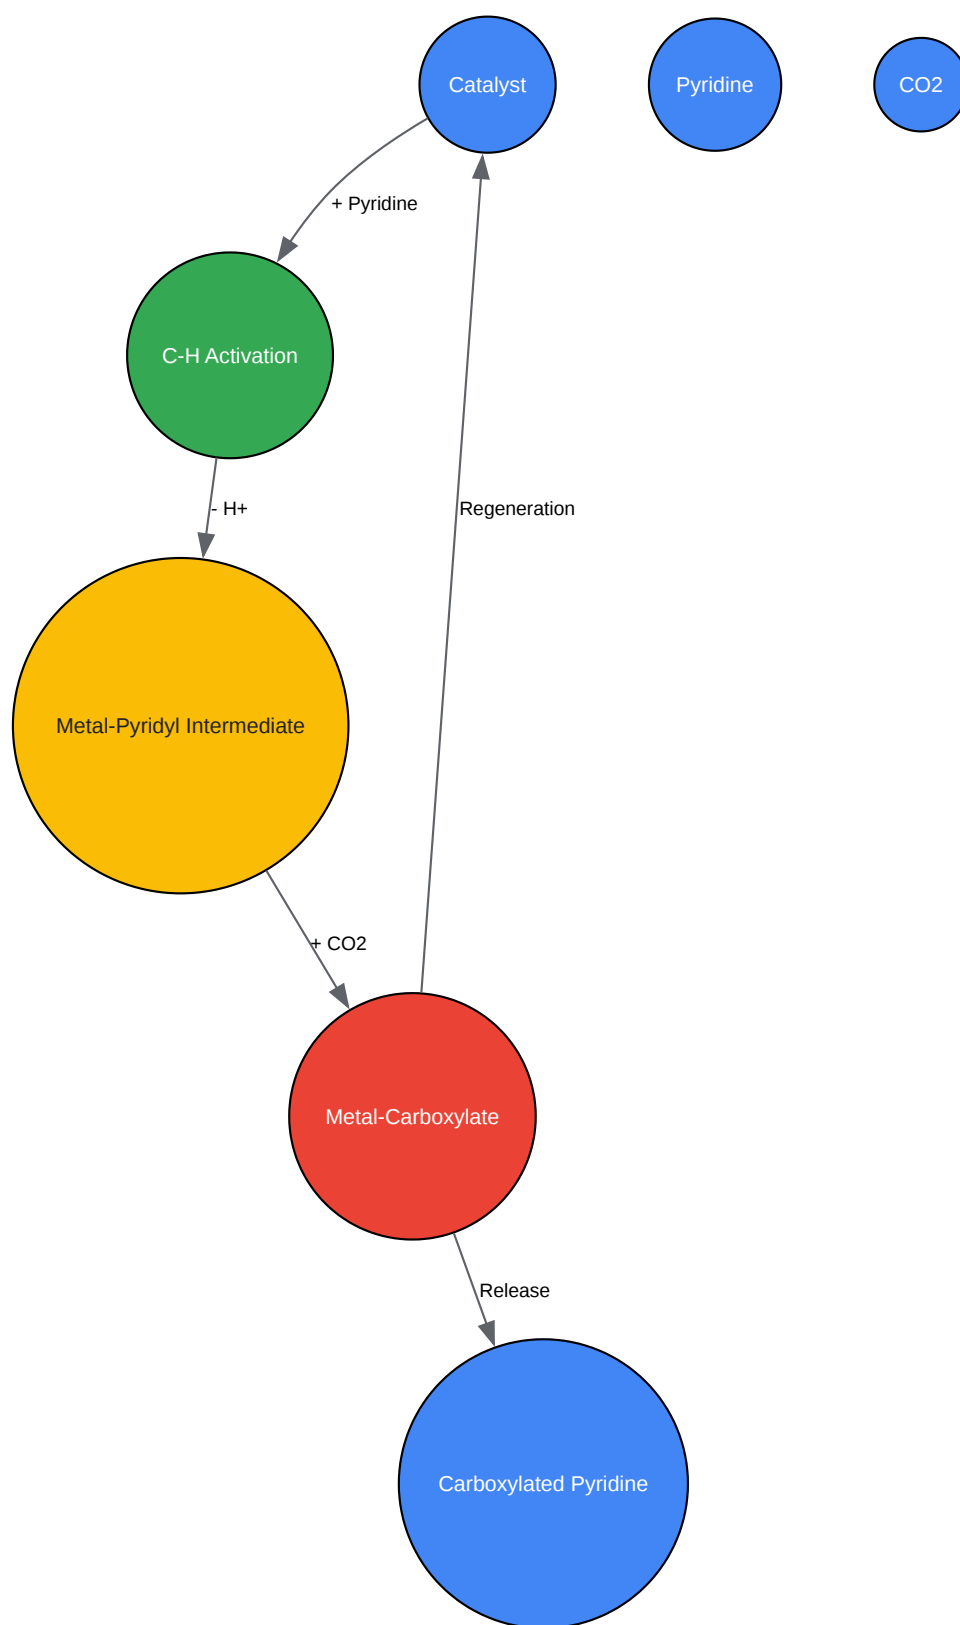 Catalyst
Pyridine
CO2
+ Pyridine
C-H Activation
- H+
Regeneration
Metal-Pyridyl Intermediate
+ CO2
Metal-Carboxylate
Release
Carboxylated Pyridine